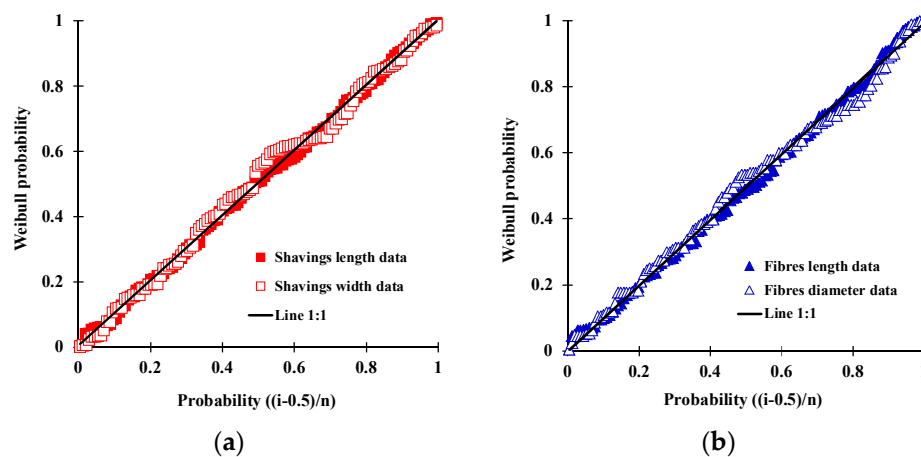 1
0.8
0.6
0.4
0.2
0
Weibull probability
Shavings length data
Shavings width data
Line 1:1
0 0.2 0.4 0.6 0.8 1
Probability ((i-0.5)/n)
(a)
1
0.8
0.6
0.4
0.2
0
Weibull probability
Fibres length data
Fibres diameter data
Line 1:1
0 0.2 0.4 0.6 0.8
Probability ((i-0.5)/n)
(b)